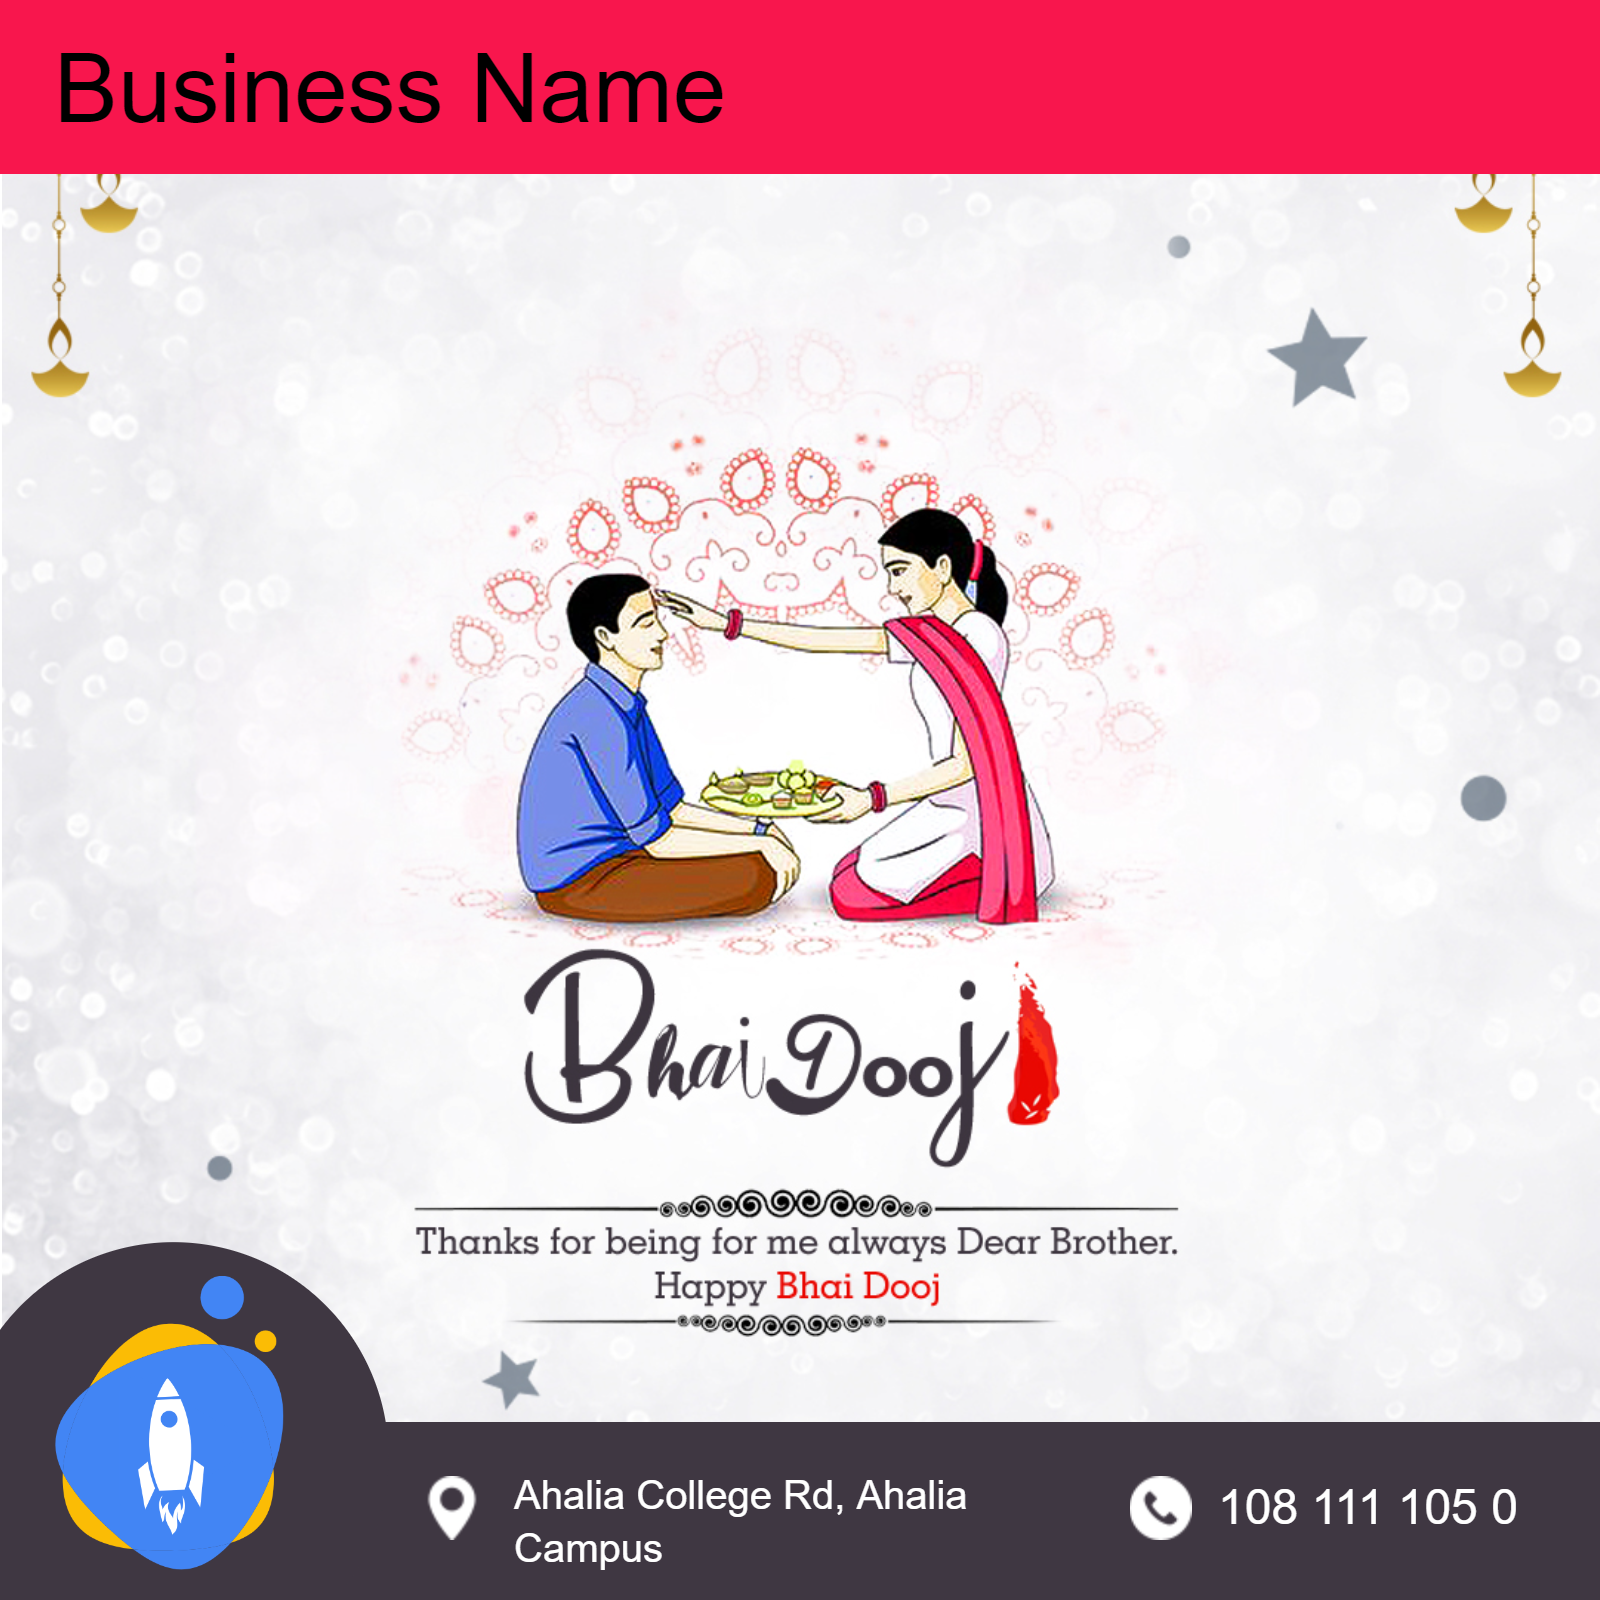 Business Name
Bhai Dooj
Thanks for being for me always Dear Brother.
Happy Bhai Dooj
Ahalia College Rd, Ahalia
Campus
108 111 105 0